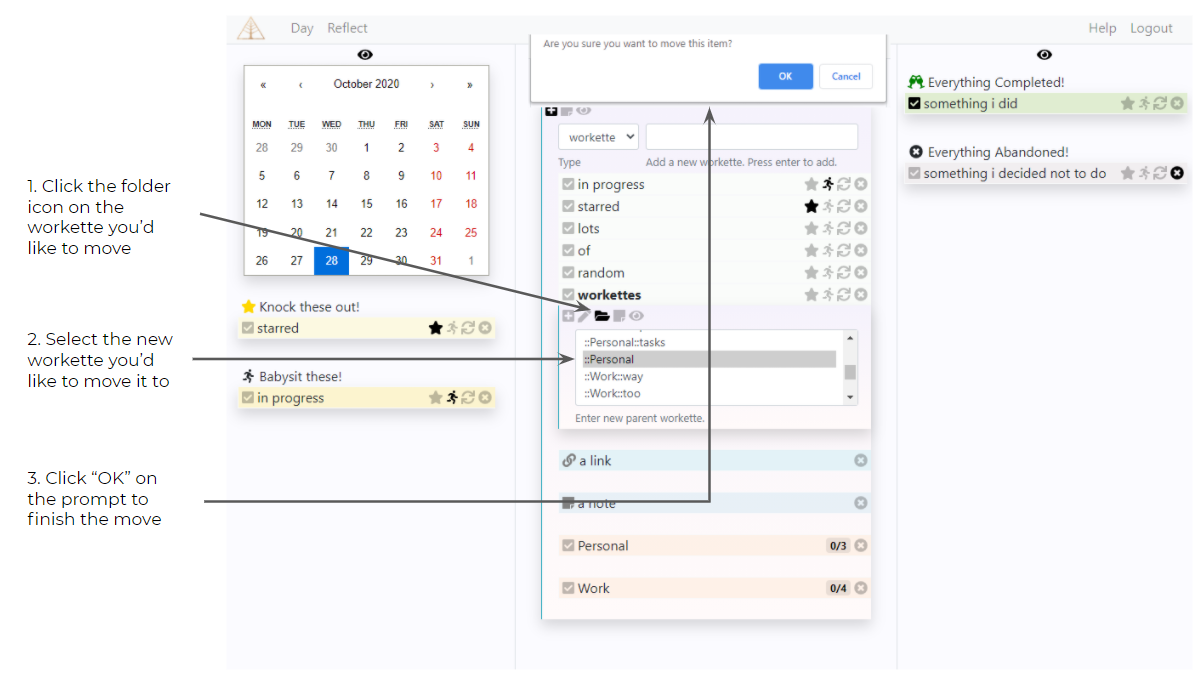 Day Reflect
Help Logout
1. Click the folder
icon on the
workette you’d
like to move
2. Select the new
workette you’d
like to move it to
3. Click “OK” on
the prompt to
finish the move
« ‹ October 2020 › »
MON TUE WED THU FRI SAT SUN
28 29 30 1 2 3 4
5 6 7 8 9 10 11
12 13 14 15 16 17 18
19 20 21 22 23 24 25
26 27 28 29 30 31 1
Knock these out!
starred
Babysit these!
in progress
Are you sure you want to move this item?
OK Cancel
workette
Type Add a new workette. Press enter to add.
in progress
starred
lots
of
random
workettes
::Personal::tasks
::Personal
::Work::way
::Work::too
Enter new parent workette.
a link
a note
Personal 0/3
Work 0/4
Everything Completed!
something i did
Everything Abandoned!
something i decided not to do